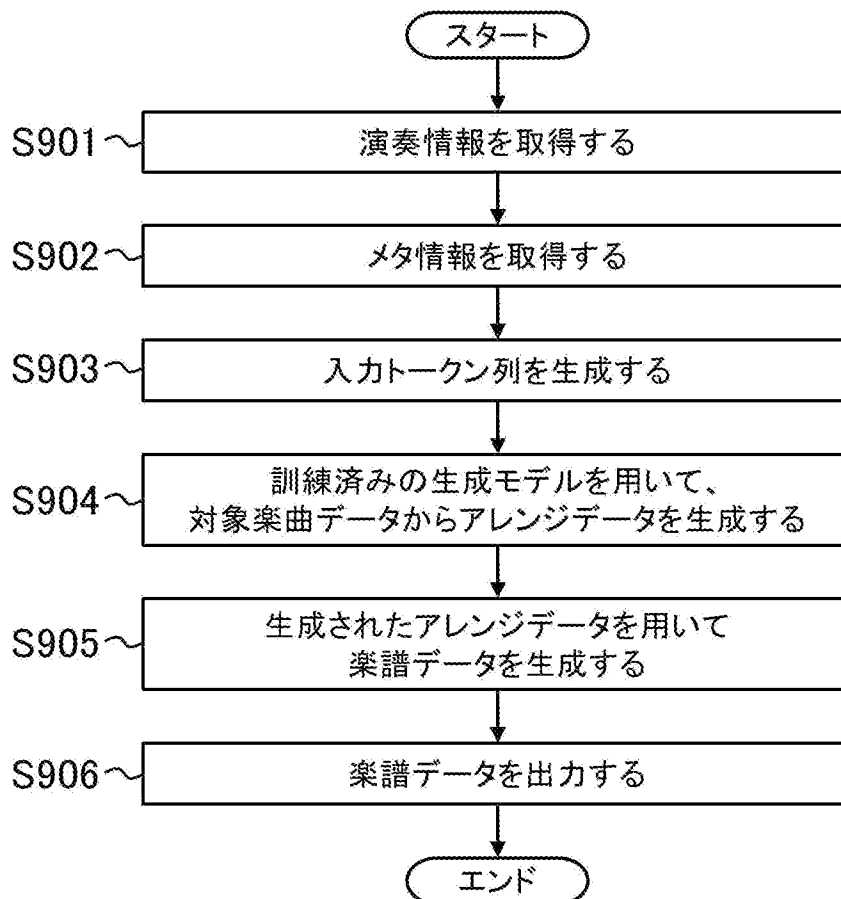 スタート
S901
演奏情報を取得する
S902
メタ情報を取得する
S903
入力トークン列を生成する
S904
訓練済みの生成モデルを用いて、
対象楽曲データからアレンジデータを生成する
S905
生成されたアレンジデータを用いて
楽譜データを生成する
S906
楽譜データを出力する
エンド